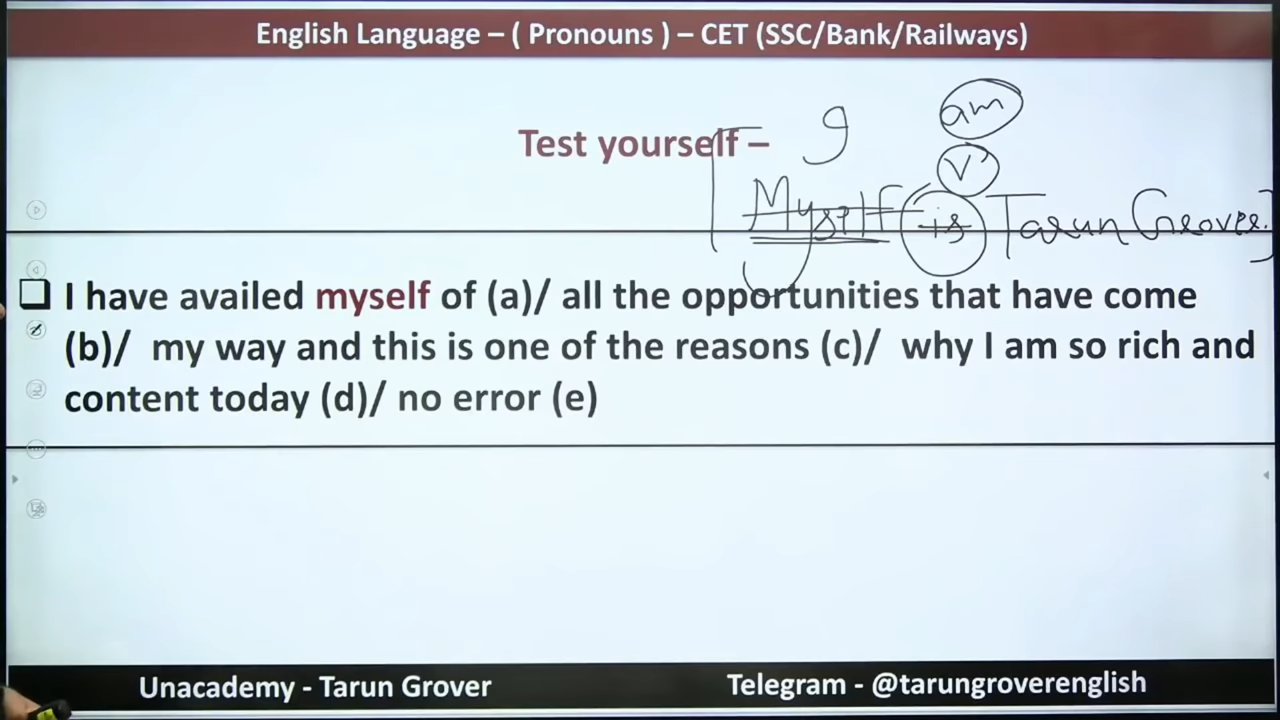 English Language – ( Pronouns ) – CET (SSC/Bank/Railways)
am
Test yourself – I
V
Myself is Tarun Grover.
I have availed myself of (a)/ all the opportunities that have come
(b)/ my way and this is one of the reasons (c)/ why I am so rich and
content today (d)/ no error (e)
Unacademy - Tarun Grover
Telegram - @tarungroverenglish